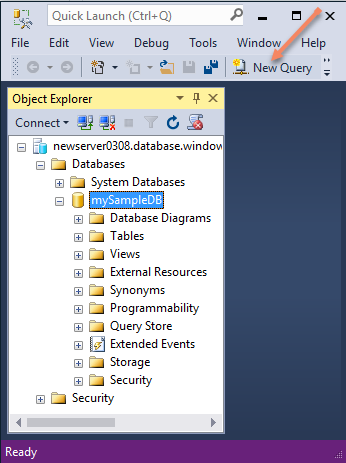 Quick Launch (Ctrl+Q)
File Edit View Debug Tools Window Help
New Query
Object Explorer
Connect
newserver0308.database.window
Databases
System Databases
mySampleDB
Database Diagrams
Tables
Views
External Resources
Synonyms
Programmability
Query Store
Extended Events
Storage
Security
Security
Ready